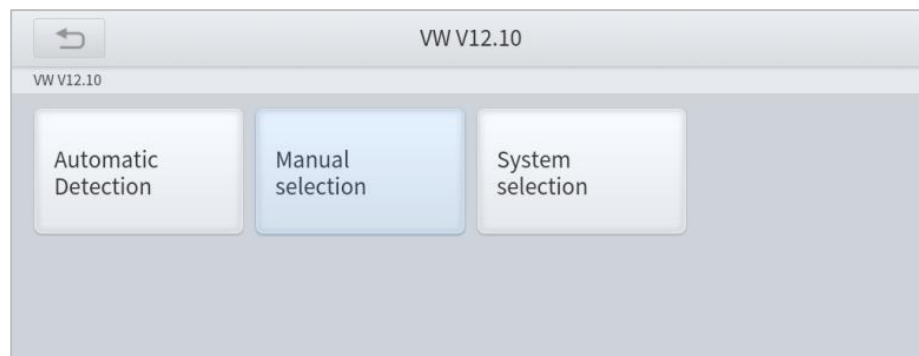 VW V12.10
VW V12.10
Automatic
Detection
Manual
selection
System
selection